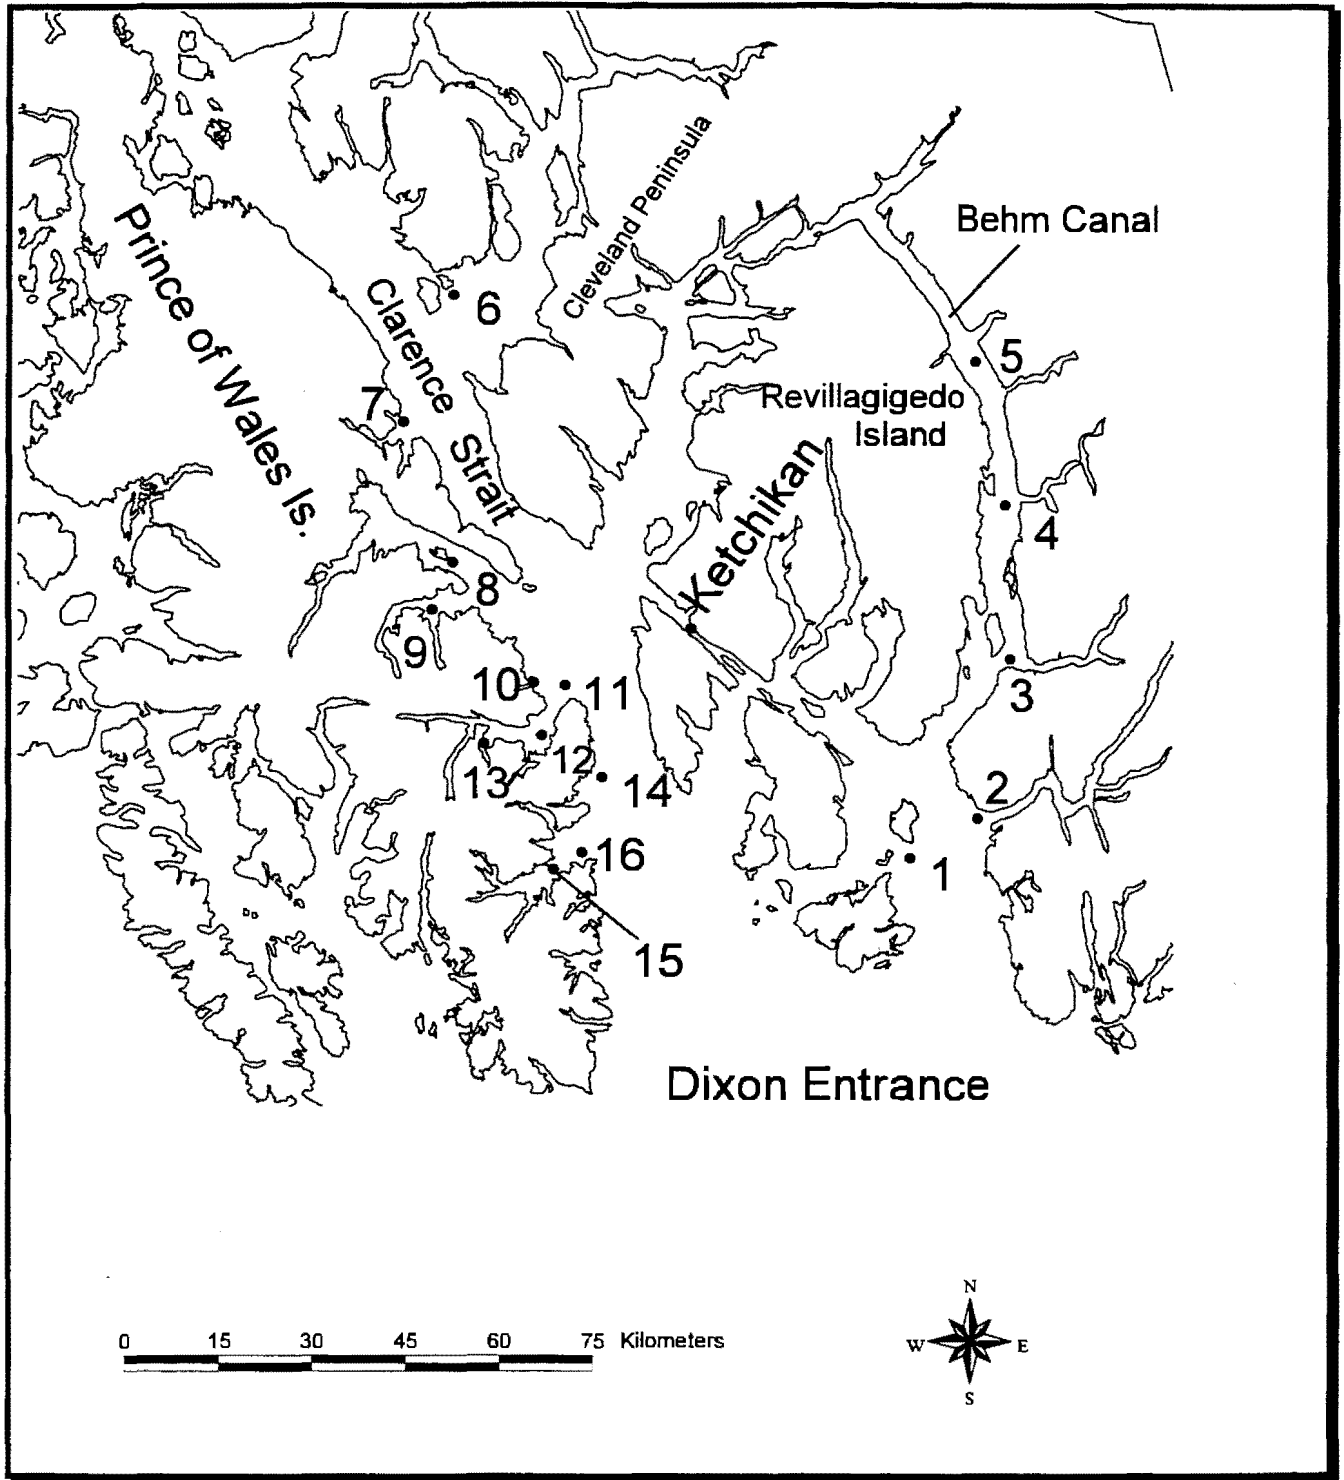 Cleveland Peninsula
Behm Canal
Prince of Wales Is.
Clarence Strait
6
5
7
Revillagigedo
Island
Ketchikan
4
8
9
10
11
3
12
13
14
2
16
1
15
Dixon Entrance
N
W
E
S
0 15 30 45 60 75 Kilometers